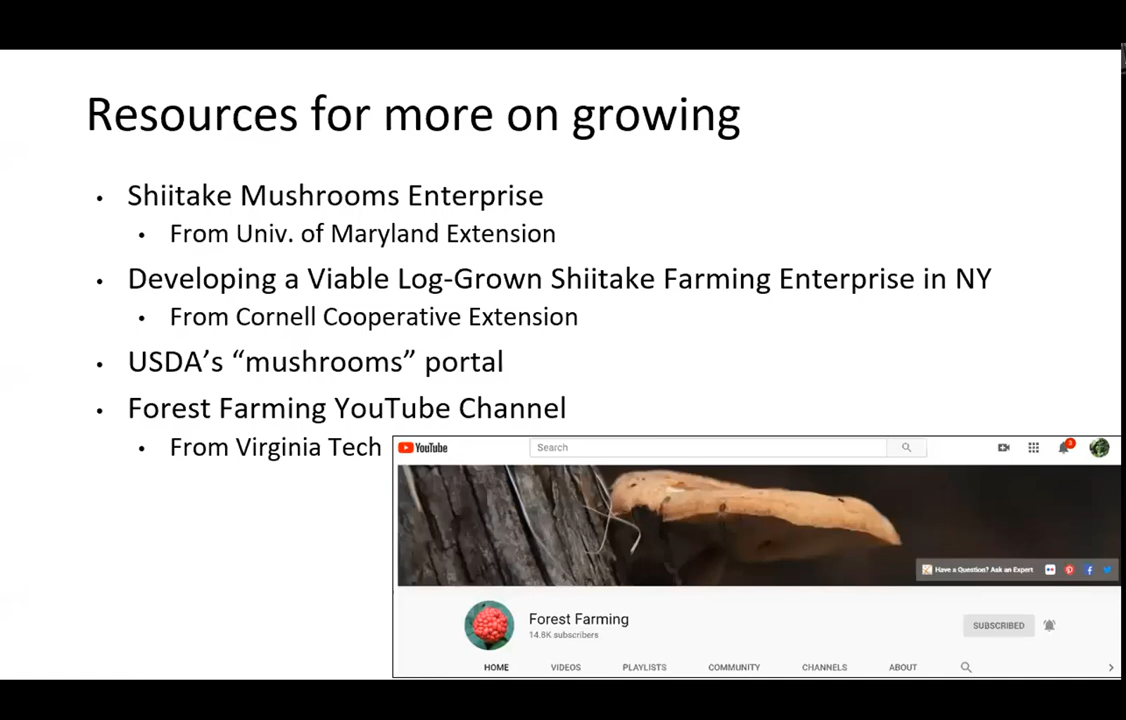 Resources for more on growing
• Shiitake Mushrooms Enterprise
• From Univ. of Maryland Extension
• Developing a Viable Log-Grown Shiitake Farming Enterprise in NY
• From Cornell Cooperative Extension
• USDA’s “mushrooms” portal
• Forest Farming YouTube Channel
• From Virginia Tech
YouTube Search 3
Have a Question? Ask an Expert
Forest Farming
14.8K subscribers
SUBSCRIBED
HOME VIDEOS PLAYLISTS COMMUNITY CHANNELS ABOUT